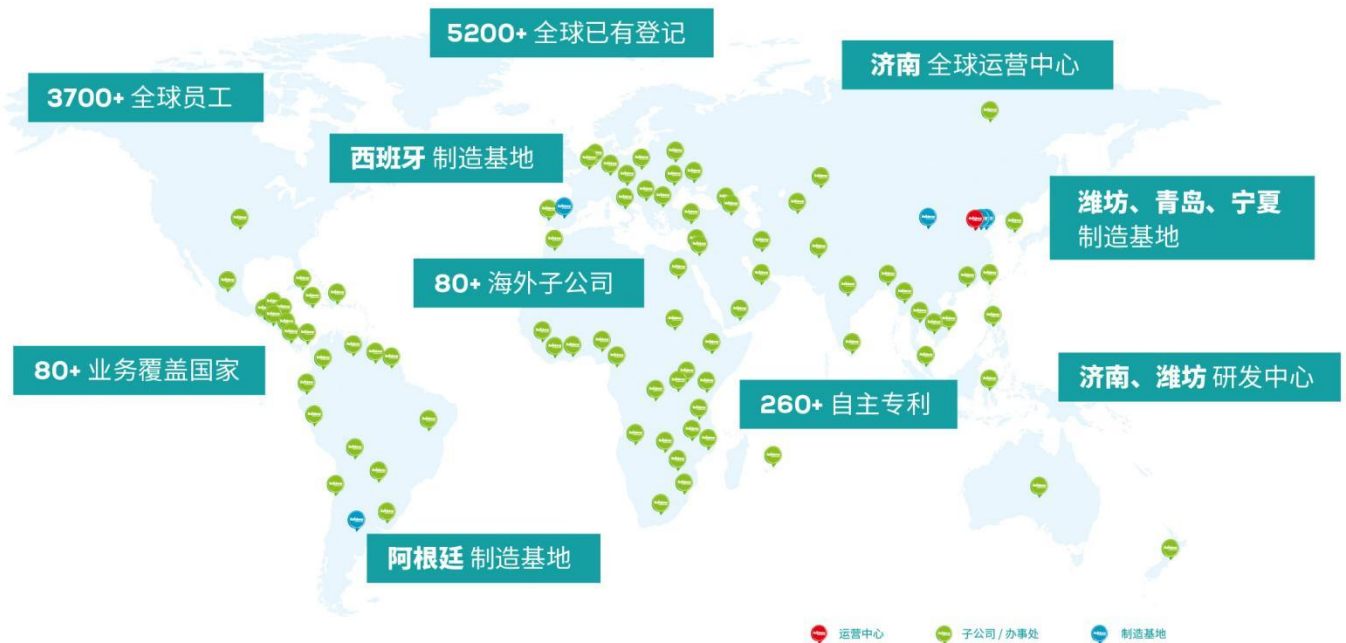 5200+ 全球已有登记
济南 全球运营中心
3700+ 全球员工
西班牙 制造基地
潍坊、青岛、宁夏
制造基地
80+ 海外子公司
80+ 业务覆盖国家
济南、潍坊 研发中心
260+ 自主专利
阿根廷 制造基地
运营中心
子公司 / 办事处
制造基地